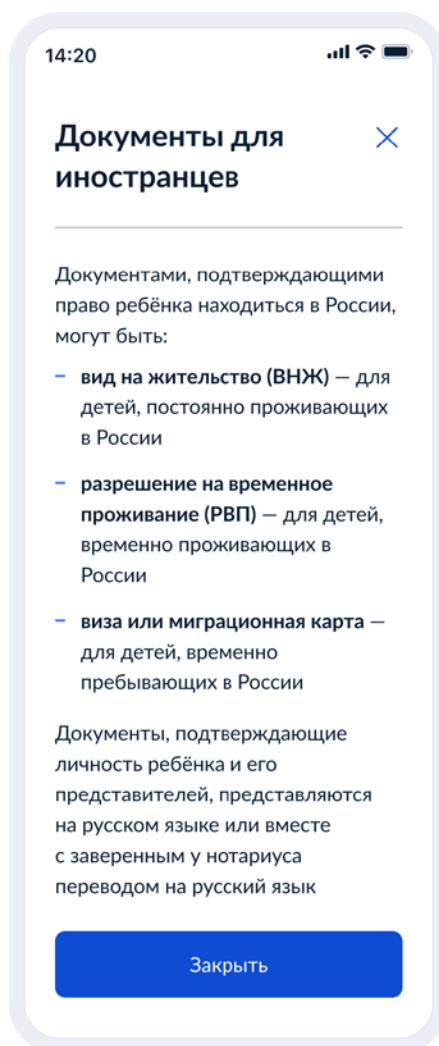 14:20
Документы для
иностранцев
Документами, подтверждающими
право ребёнка находиться в России,
могут быть:
– вид на жительство (ВНЖ) — для
детей, постоянно проживающих
в России
– разрешение на временное
проживание (РВП) — для детей,
временно проживающих в
России
– виза или миграционная карта —
для детей, временно
пребывающих в России
Документы, подтверждающие
личность ребёнка и его
представителей, представляются
на русском языке или вместе
с заверенным у нотариуса
переводом на русский язык
Закрыть